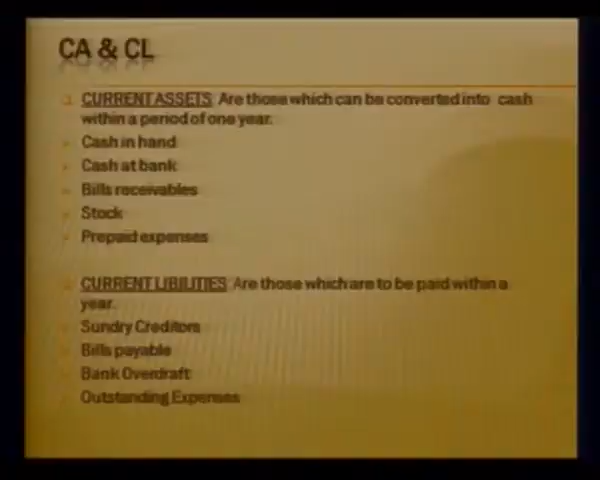 CA & CL
CURRENT ASSETS: Are those which can be converted into cash
within a period of one year.
Cash in hand
Cash at bank
Bills receivables
Stock
Prepaid expenses
CURRENT LIBILITIES: Are those which are to be paid within a
year.
Sundry Creditors
Bills payable
Bank Overdraft
Outstanding Expenses